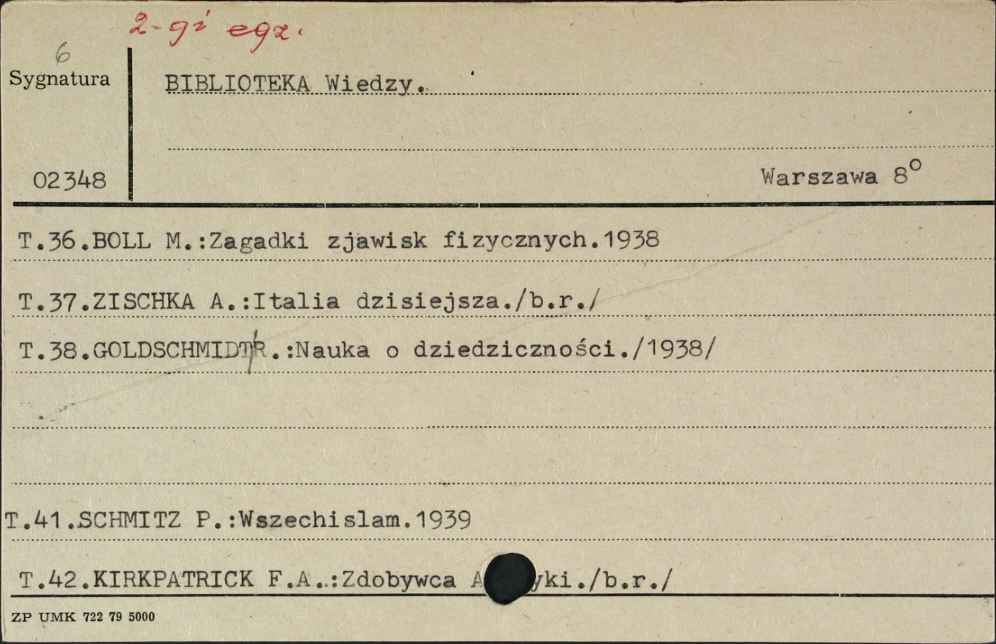 2-gi egz.
6
Sygnatura
BIBLIOTEKA Wiedzy.
02348
Warszawa 8°
T.36.BOLL M.:Zagadki zjawisk fizycznych.1938
T.37.ZISCHKA A.:Italia dzisiejsza./b.r./
T.38.GOLDSCHMIDT/R.:Nauka o dziedziczności./1938/
T.41.SCHMITZ P.:Wszechislam.1939
T.42.KIRKPATRICK F.A.:Zdobywca ./b.r./
ZP UMK 722 79 5000